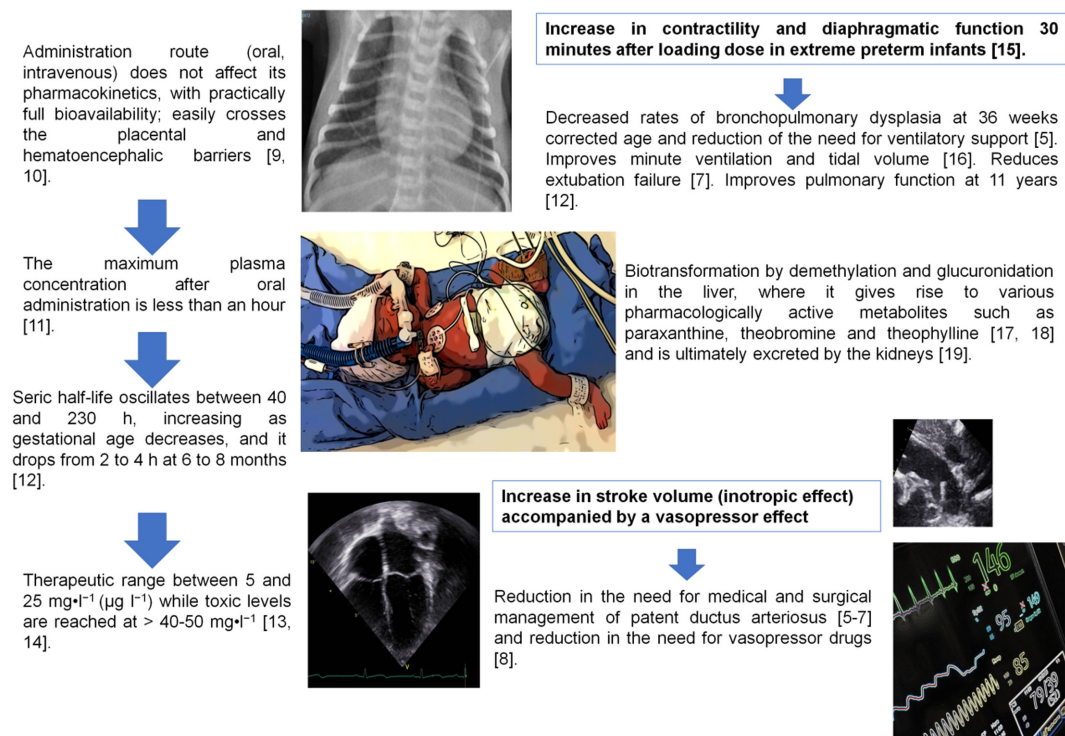 Administration route (oral,
intravenous) does not affect its
pharmacokinetics, with practically
full bioavailability; easily crosses
the placental and
hematoencephalic barriers [9,
10].
The maximum plasma
concentration after oral
administration is less than an hour
[11].
Seric half-life oscillates between 40
and 230 h, increasing as
gestational age decreases, and it
drops from 2 to 4 h at 6 to 8 months
[12].
Therapeutic range between 5 and
25 mg•l⁻¹ (µg l⁻¹) while toxic levels
are reached at > 40-50 mg•l⁻¹ [13,
14].
Increase in contractility and diaphragmatic function 30
minutes after loading dose in extreme preterm infants [15].
Decreased rates of bronchopulmonary dysplasia at 36 weeks
corrected age and reduction of the need for ventilatory support [5].
Improves minute ventilation and tidal volume [16]. Reduces
extubation failure [7]. Improves pulmonary function at 11 years
[12].
Biotransformation by demethylation and glucuronidation
in the liver, where it gives rise to various
pharmacologically active metabolites such as
paraxanthine, theobromine and theophylline [17, 18]
and is ultimately excreted by the kidneys [19].
Increase in stroke volume (inotropic effect)
accompanied by a vasopressor effect
Reduction in the need for medical and surgical
management of patent ductus arteriosus [5-7]
and reduction in the need for vasopressor drugs
[8].
V
146
95
149
85
79/39